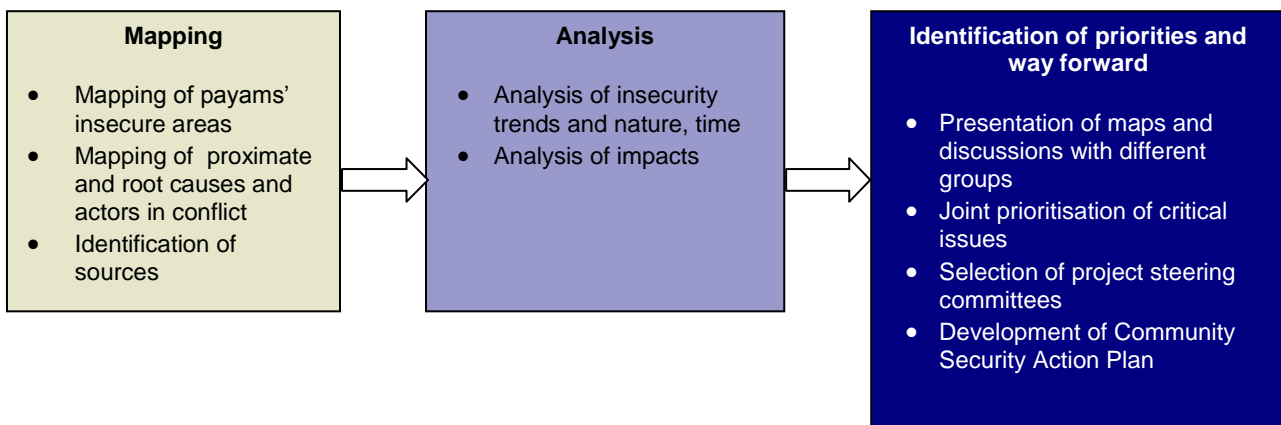 Mapping
• Mapping of payams’
insecure areas
• Mapping of proximate
and root causes and
actors in conflict
• Identification of
sources
Analysis
• Analysis of insecurity
trends and nature, time
• Analysis of impacts
Identification of priorities and
way forward
• Presentation of maps and
discussions with different
groups
• Joint prioritisation of critical
issues
• Selection of project steering
committees
• Development of Community
Security Action Plan